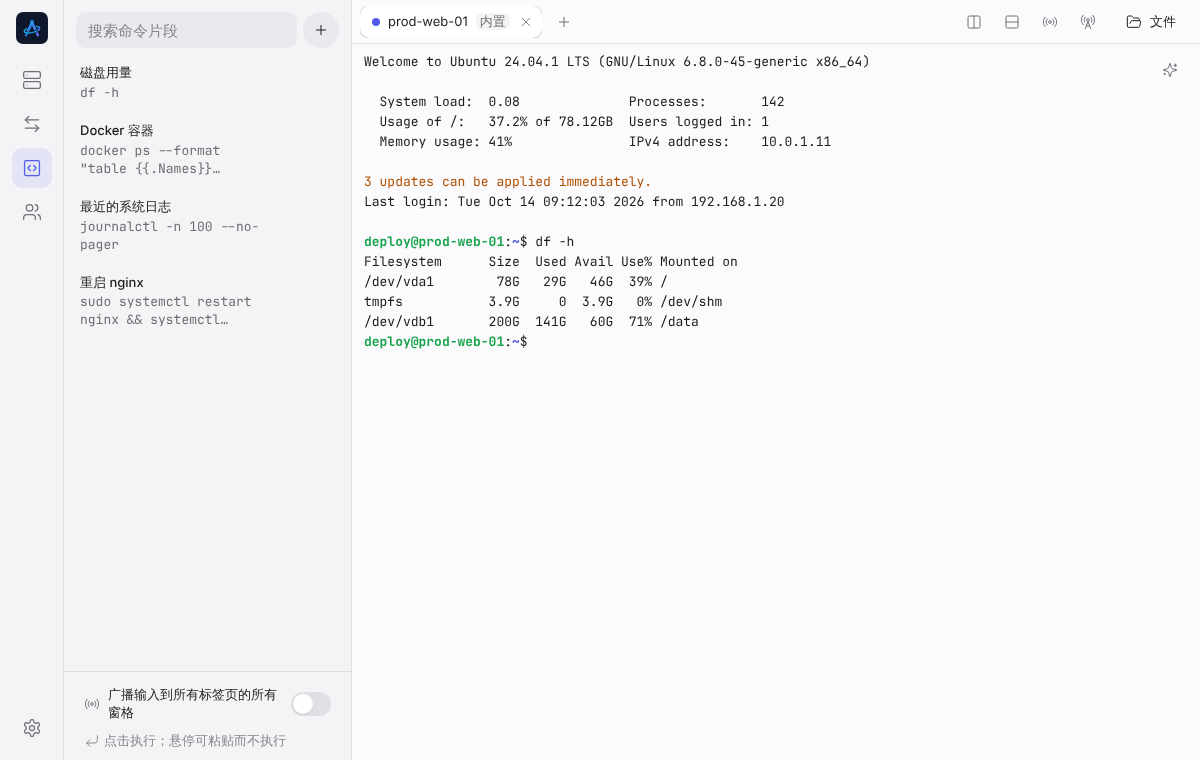 搜索命令片段
磁盘用量
df -h
Docker 容器
docker ps --format
"table {{.Names}}…
最近的系统日志
journalctl -n 100 --no-
pager
重启 nginx
sudo systemctl restart
nginx && systemctl…
广播输入到所有标签页的所有
窗格
点击执行；悬停可粘贴而不执行
prod-web-01 内置
文件
Welcome to Ubuntu 24.04.1 LTS (GNU/Linux 6.8.0-45-generic x86_64)
System load: 0.08 Processes: 142
Usage of /: 37.2% of 78.12GB Users logged in: 1
Memory usage: 41% IPv4 address: 10.0.1.11
3 updates can be applied immediately.
Last login: Tue Oct 14 09:12:03 2026 from 192.168.1.20
deploy@prod-web-01:~$ df -h
Filesystem Size Used Avail Use% Mounted on
/dev/vda1 78G 29G 46G 39% /
tmpfs 3.9G 0 3.9G 0% /dev/shm
/dev/vdb1 200G 141G 60G 71% /data
deploy@prod-web-01:~$